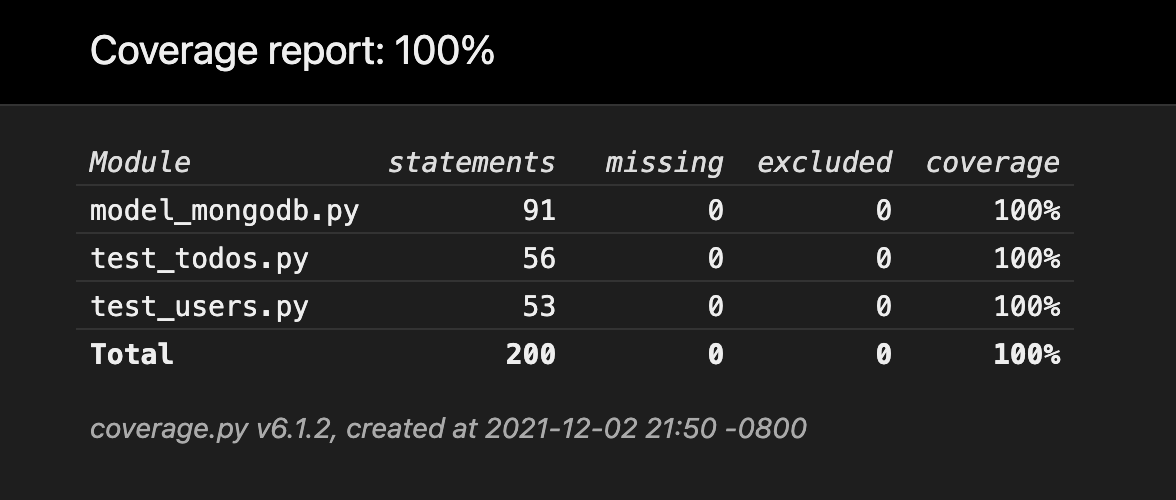 Coverage report: 100%
Module statements missing excluded coverage
model_mongodb.py 91 0 0 100%
test_todos.py 56 0 0 100%
test_users.py 53 0 0 100%
Total 200 0 0 100%
coverage.py v6.1.2, created at 2021-12-02 21:50 -0800